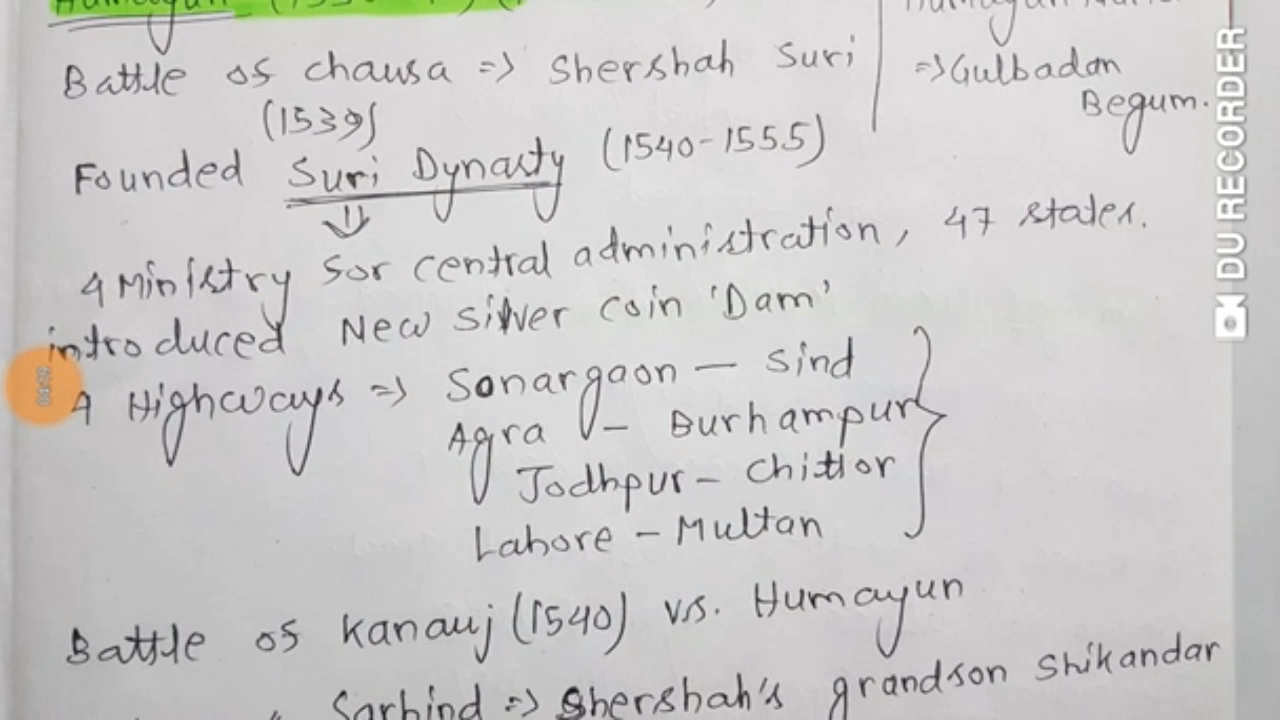 Humayun (1530-
Battle of chausa => Shershah Suri
(1539)
=> Gulbadan
Begum.
Founded Suri Dynasty (1540-1555)
4 Ministry for central administration, 47 states.
introduced New silver coin 'Dam'
4 Highways => Sonargaon - Sind
Agra - Burhampur
Jodhpur - Chittor
Lahore - Multan
Battle of Kanauj (1540) v.s. Humayun
Sarhind => Shershah's grandson Shikandar
DU RECORDER